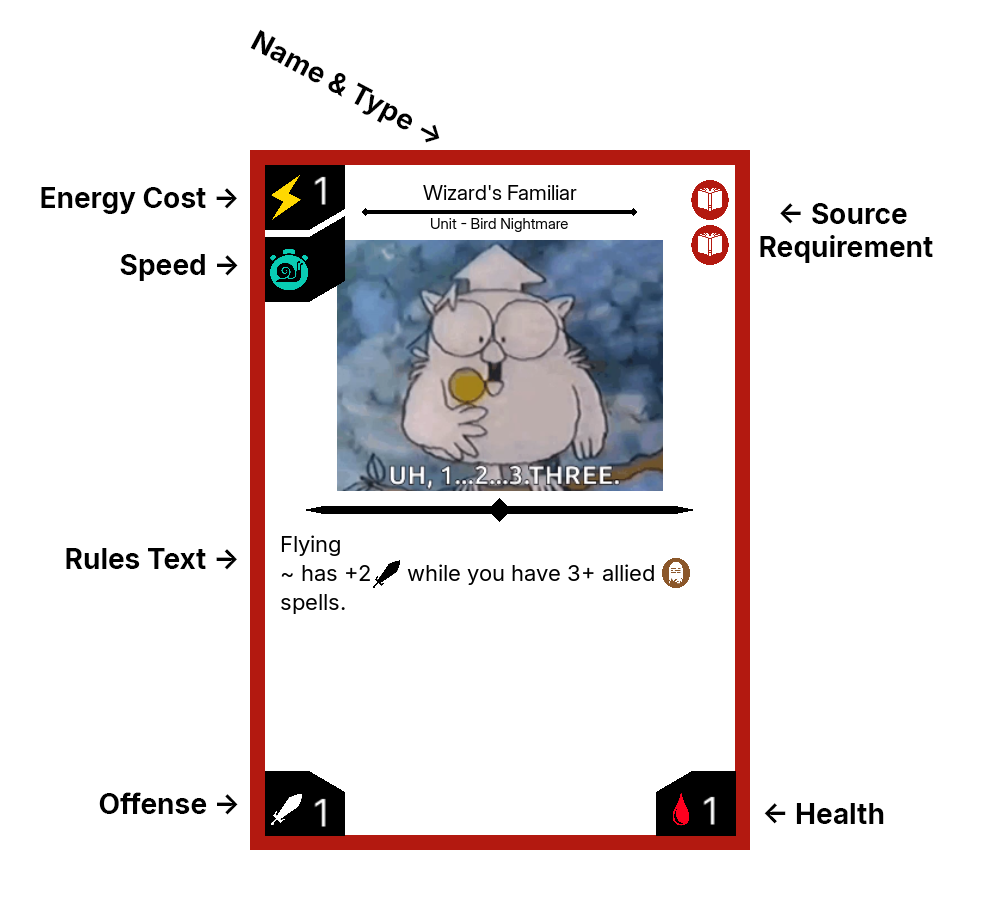 Name & Type →
Energy Cost →
1
Wizard's Familiar
← Source
Requirement
Unit - Bird Nightmare
Speed →
UH, 1...2...3.THREE.
Rules Text →
Flying
~ has +2 while you have 3+ allied
spells.
Offense →
1
1
← Health